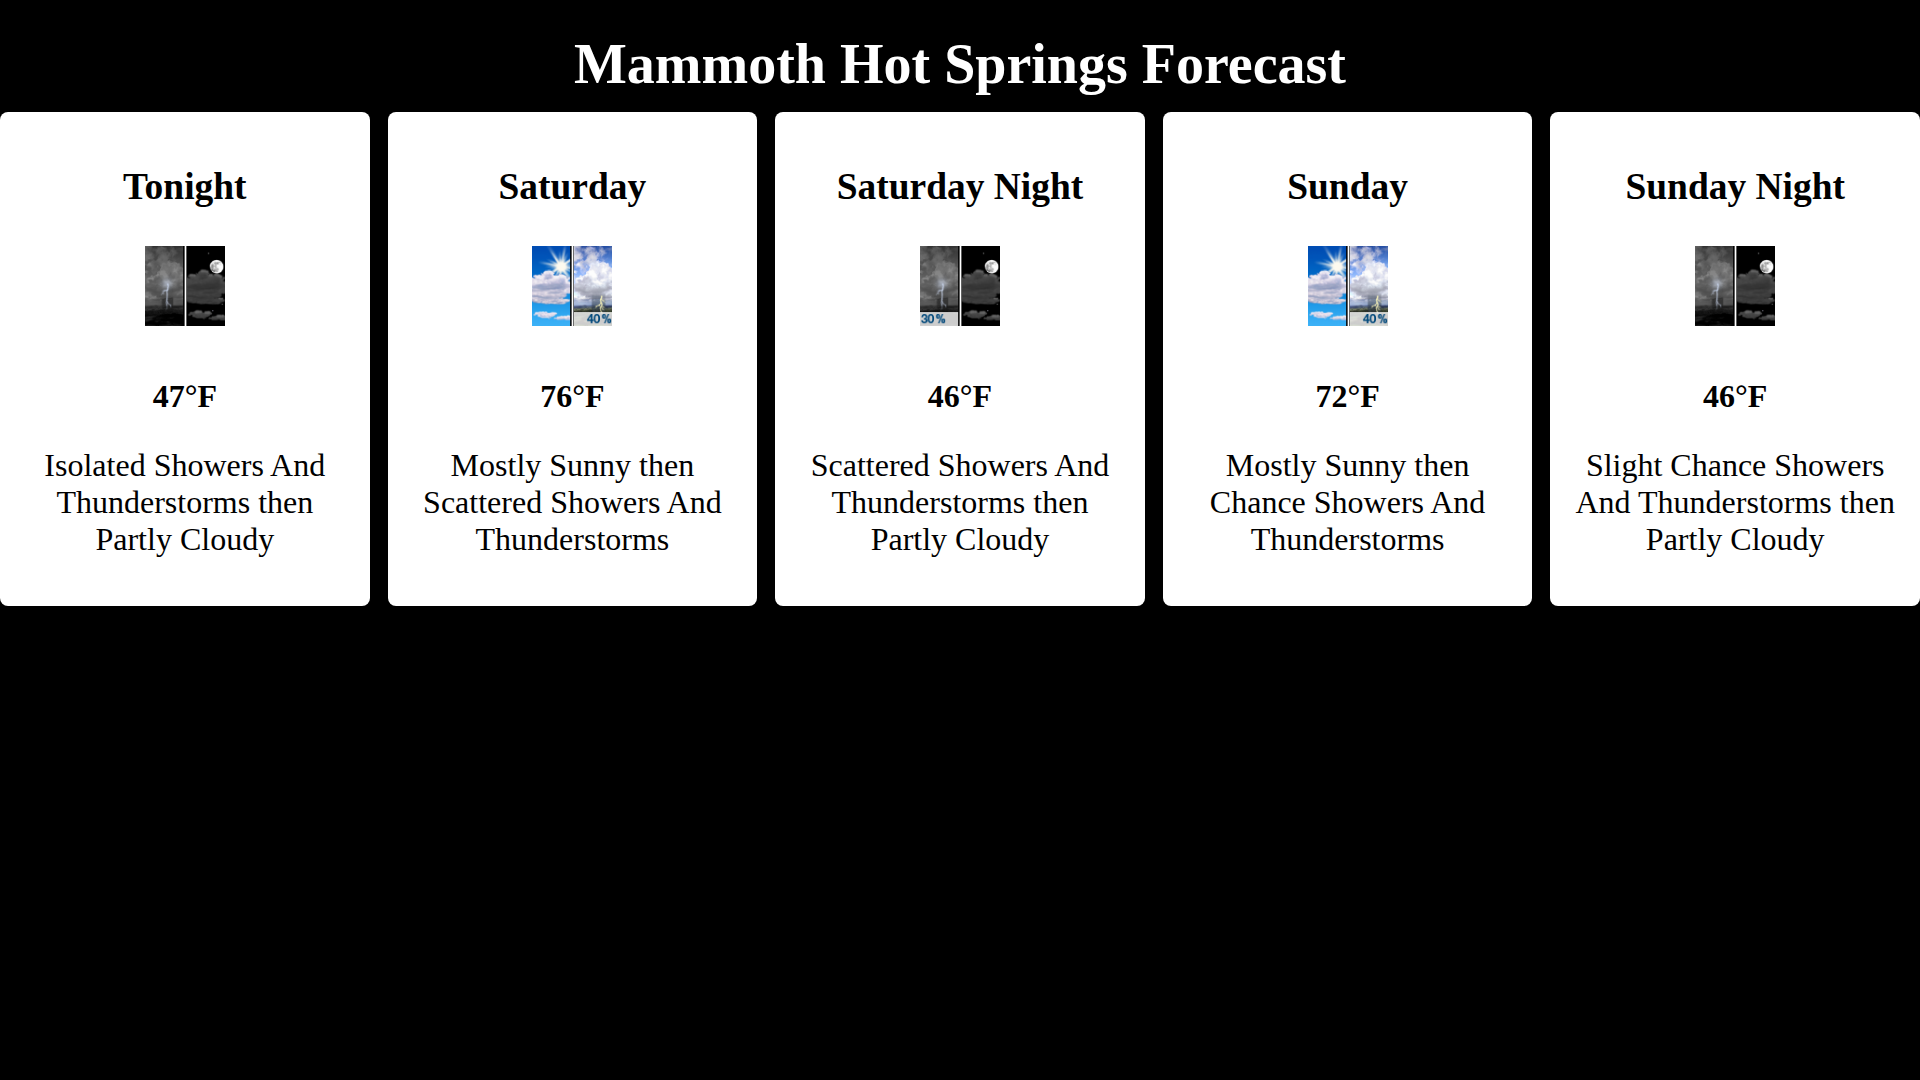 Mammoth Hot Springs Forecast
Tonight
47°F
Isolated Showers And
Thunderstorms then
Partly Cloudy
Saturday
40%
76°F
Mostly Sunny then
Scattered Showers And
Thunderstorms
Saturday Night
30%
46°F
Scattered Showers And
Thunderstorms then
Partly Cloudy
Sunday
40%
72°F
Mostly Sunny then
Chance Showers And
Thunderstorms
Sunday Night
46°F
Slight Chance Showers
And Thunderstorms then
Partly Cloudy